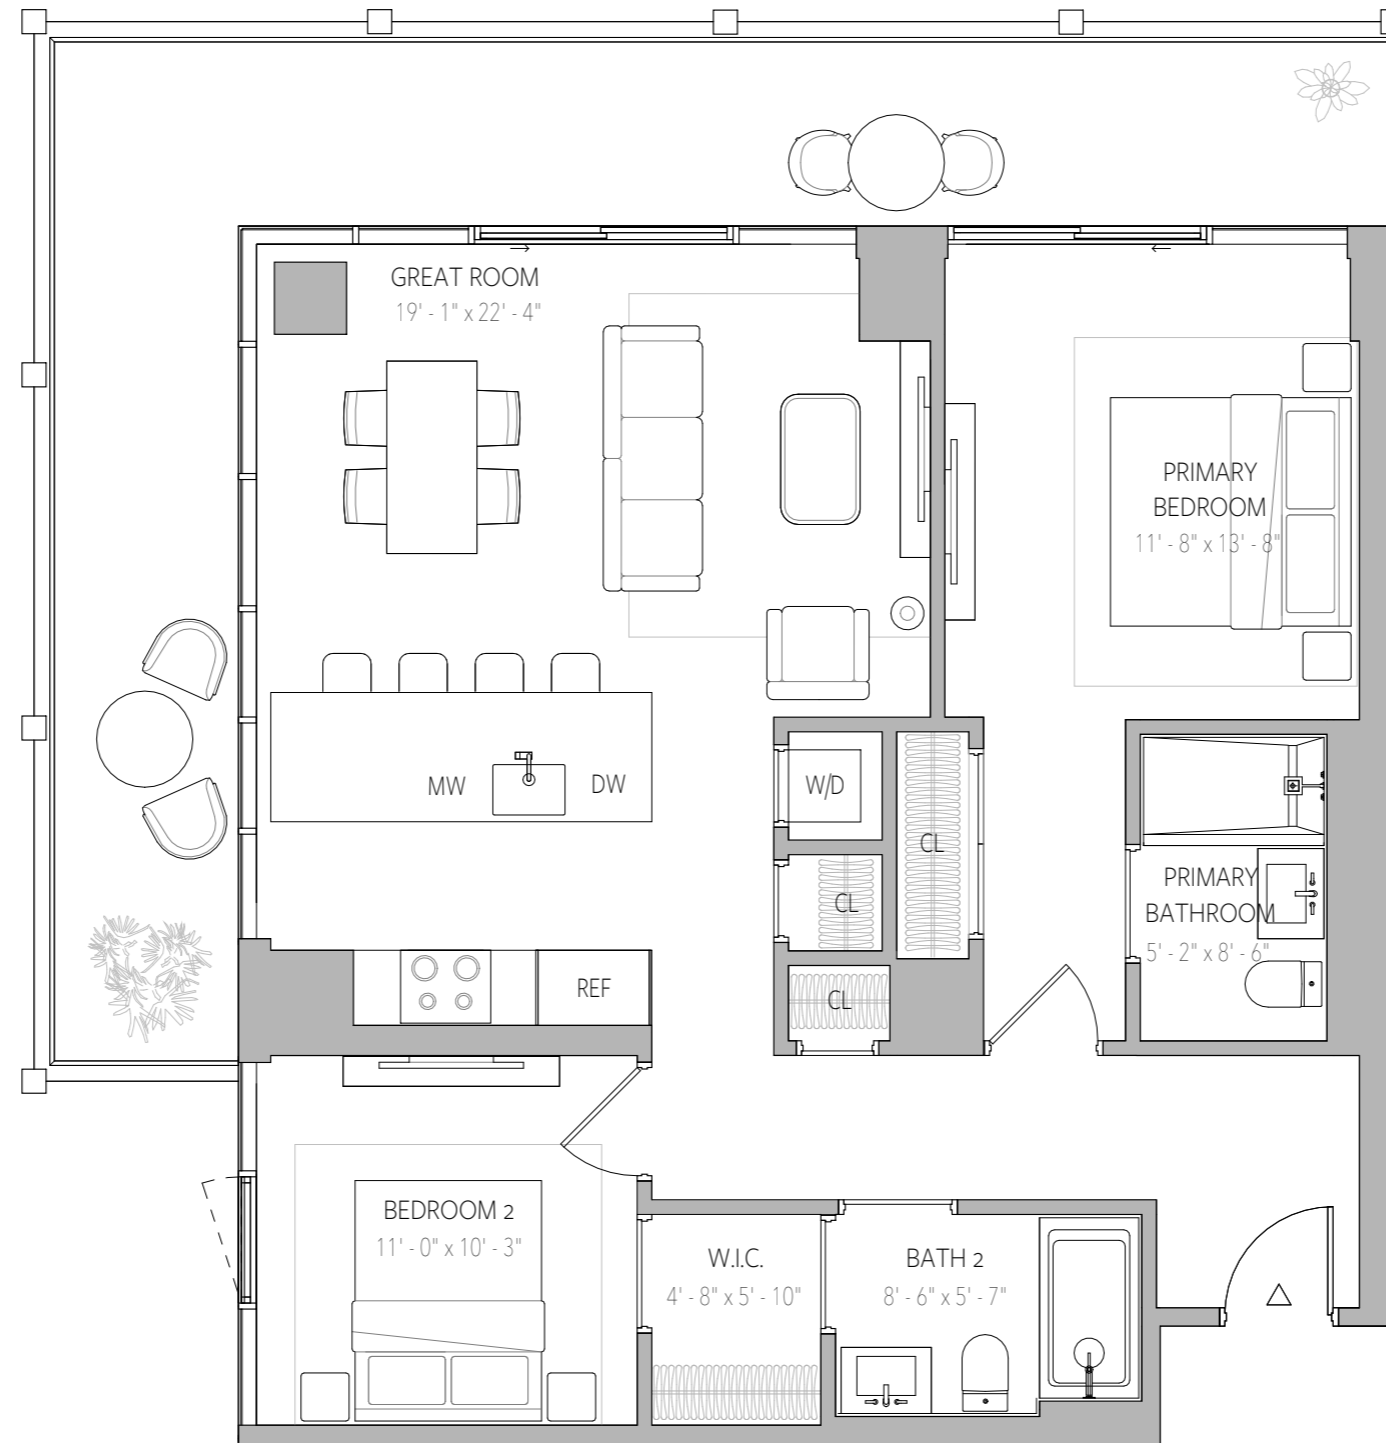 GREAT ROOM
19' - 1" x 22' - 4"
PRIMARY
BEDROOM
11' - 8" x 13' - 8"
MW
DW
W/D
CL
CL
PRIMARY
BATHROOM
5' - 2" x 8' - 6"
REF
CL
BEDROOM 2
11' - 0" x 10' - 3"
W.I.C.
4' - 8" x 5' - 10"
BATH 2
8' - 6" x 5' - 7"